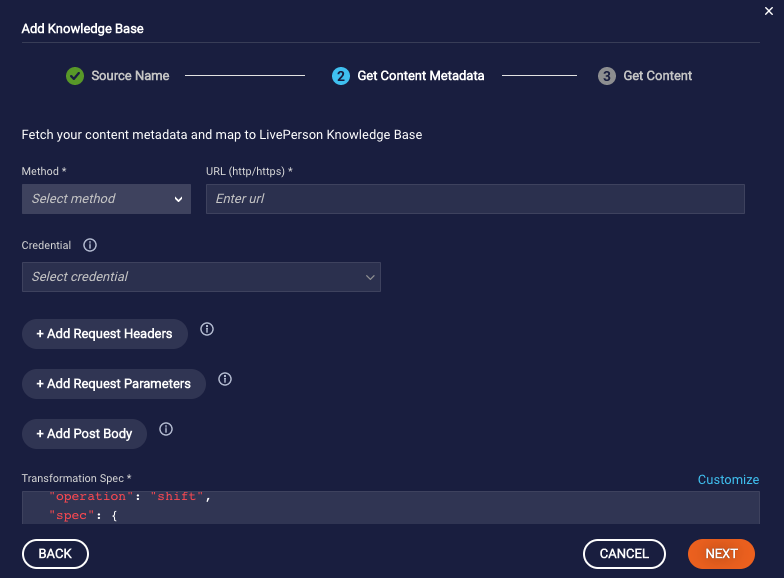 ×
Add Knowledge Base
Source Name 2 Get Content Metadata 3 Get Content
Fetch your content metadata and map to LivePerson Knowledge Base
Method * URL (http/https) *
Select method Enter url
Credential
Select credential
+ Add Request Headers
+ Add Request Parameters
+ Add Post Body
Transformation Spec * Customize
"operation": "shift",
"spec": {
BACK CANCEL NEXT